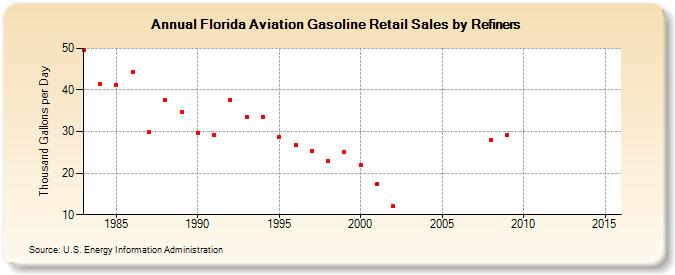 Annual Florida Aviation Gasoline Retail Sales by Refiners
Thousand Gallons per Day
50
40
30
20
10
1985 1990 1995 2000 2005 2010 2015
Source: U.S. Energy Information Administration